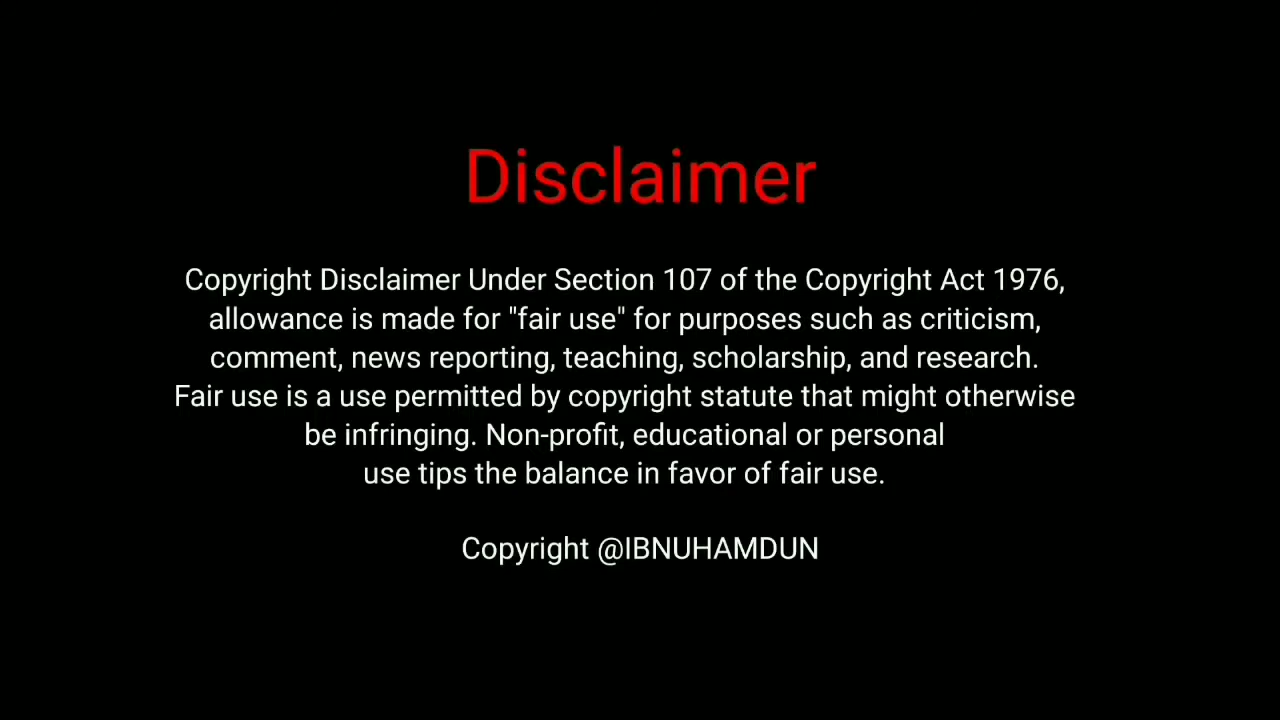 Disclaimer
Copyright Disclaimer Under Section 107 of the Copyright Act 1976,
allowance is made for "fair use" for purposes such as criticism,
comment, news reporting, teaching, scholarship, and research.
Fair use is a use permitted by copyright statute that might otherwise
be infringing. Non-profit, educational or personal
use tips the balance in favor of fair use.
Copyright @IBNUHAMDUN